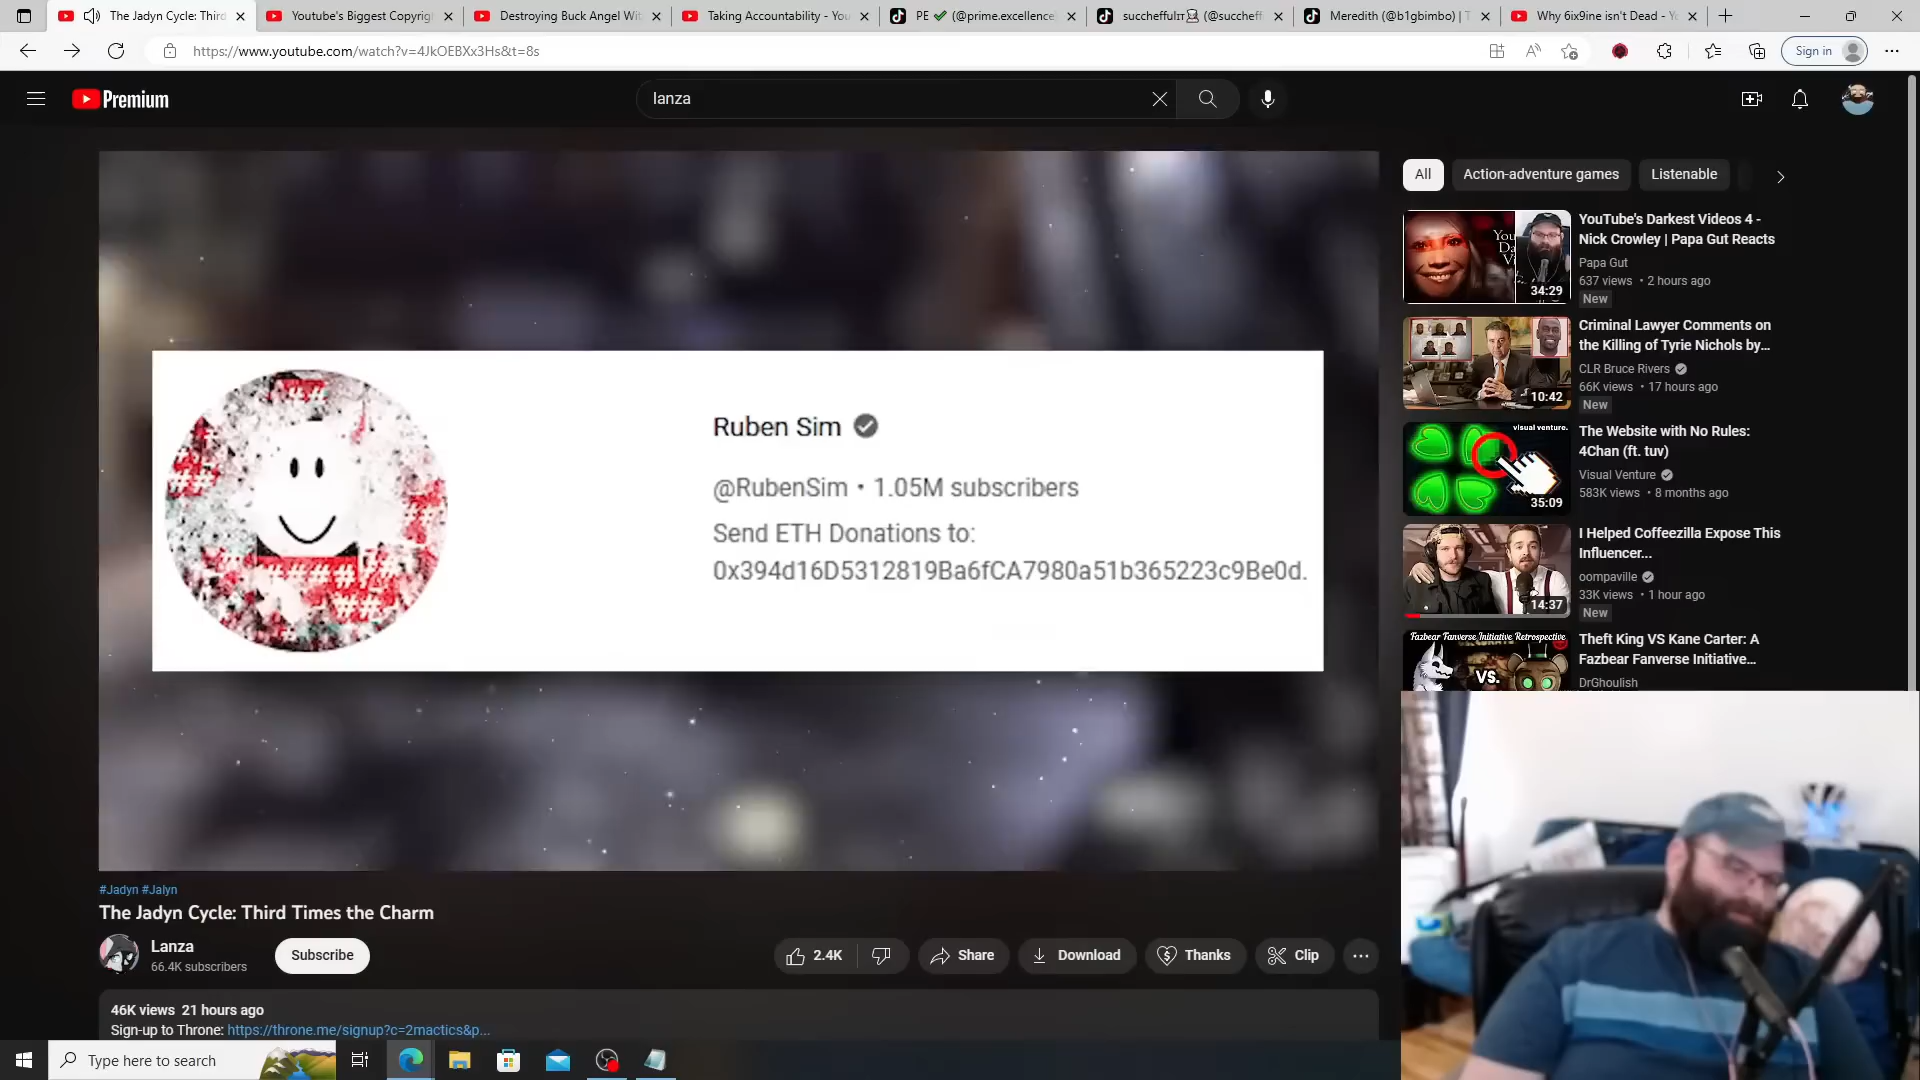 The Jadyn Cycle: Third
Youtube's Biggest Copyrig
Destroying Buck Angel Wit
Taking Accountability - You
PE ✅ (@prime.excellence
(@succheff
Meredith (@b1gbimbo) | T
Why 6ix9ine isn't Dead - Y
https://www.youtube.com/watch?v=4JkOEBXx3Hs&t=8s
Sign in
Premium
lanza
Ruben Sim
@RubenSim • 1.05M subscribers
Send ETH Donations to:
0x394d16D5312819Ba6fCA7980a51b365223c9Be0d.
#Jadyn #Jalyn
The Jadyn Cycle: Third Times the Charm
Lanza
66.4K subscribers
Subscribe
2.4K
Share
Download
Thanks
Clip
46K views 21 hours ago
Sign-up to Throne: https://throne.me/signup?c=2mactics&p...
All
Action-adventure games
Listenable
34:29
YouTube's Darkest Videos 4 -
Nick Crowley | Papa Gut Reacts
Papa Gut
637 views • 2 hours ago
New
10:42
Criminal Lawyer Comments on
the Killing of Tyrie Nichols by...
CLR Bruce Rivers
66K views • 17 hours ago
New
visual venture.
35:09
The Website with No Rules:
4Chan (ft. tuv)
Visual Venture
583K views • 8 months ago
14:37
I Helped Coffeezilla Expose This
Influencer...
oompaville
33K views • 1 hour ago
New
Fazbear Fanverse Initiative Retrospective
VS.
Theft King VS Kane Carter: A
Fazbear Fanverse Initiative...
DrGhoulish
Type here to search